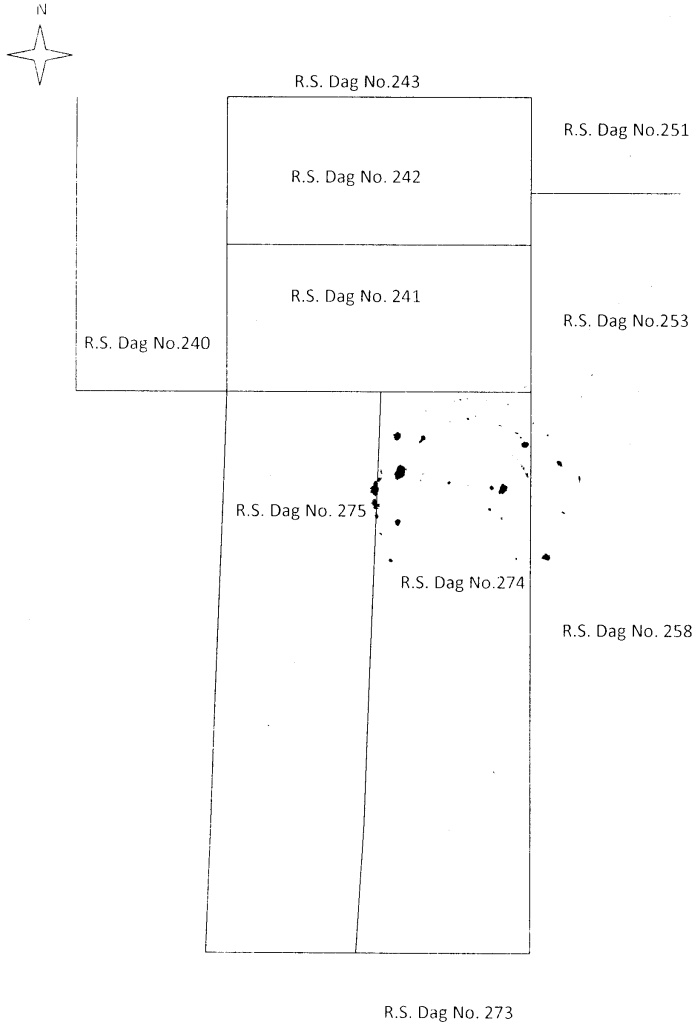 N
R.S. Dag No.243
R.S. Dag No.251
R.S. Dag No. 242
R.S. Dag No. 241
R.S. Dag No.253
R.S. Dag No.240
R.S. Dag No. 275
R.S. Dag No.274
R.S. Dag No. 258
R.S. Dag No. 273